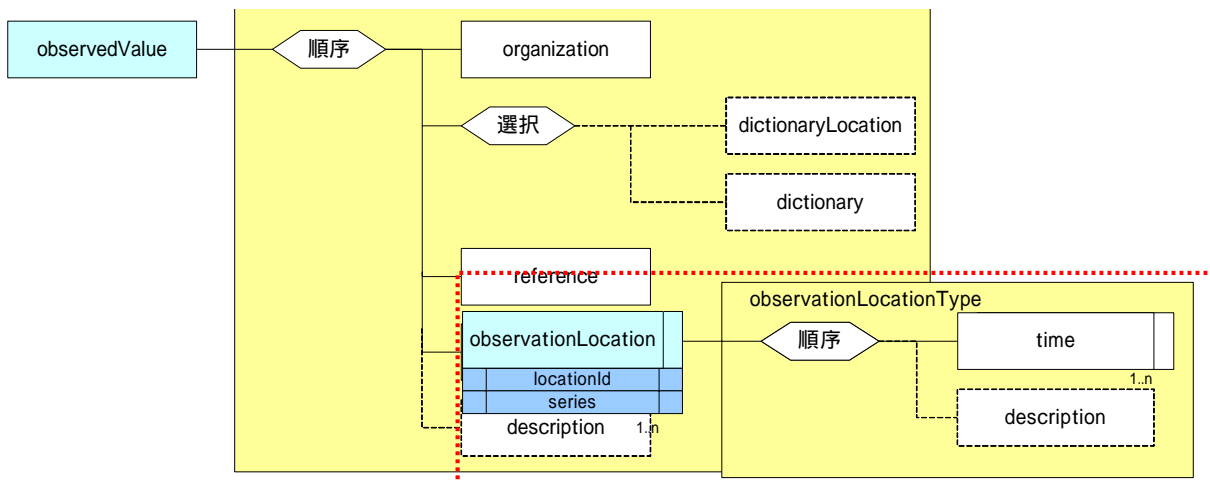 observedValue
順序
organization
選択
dictionaryLocation
dictionary
reference
observationLocationType
observationLocation
順序
time
locationId
1..n
series
description
1..n
description